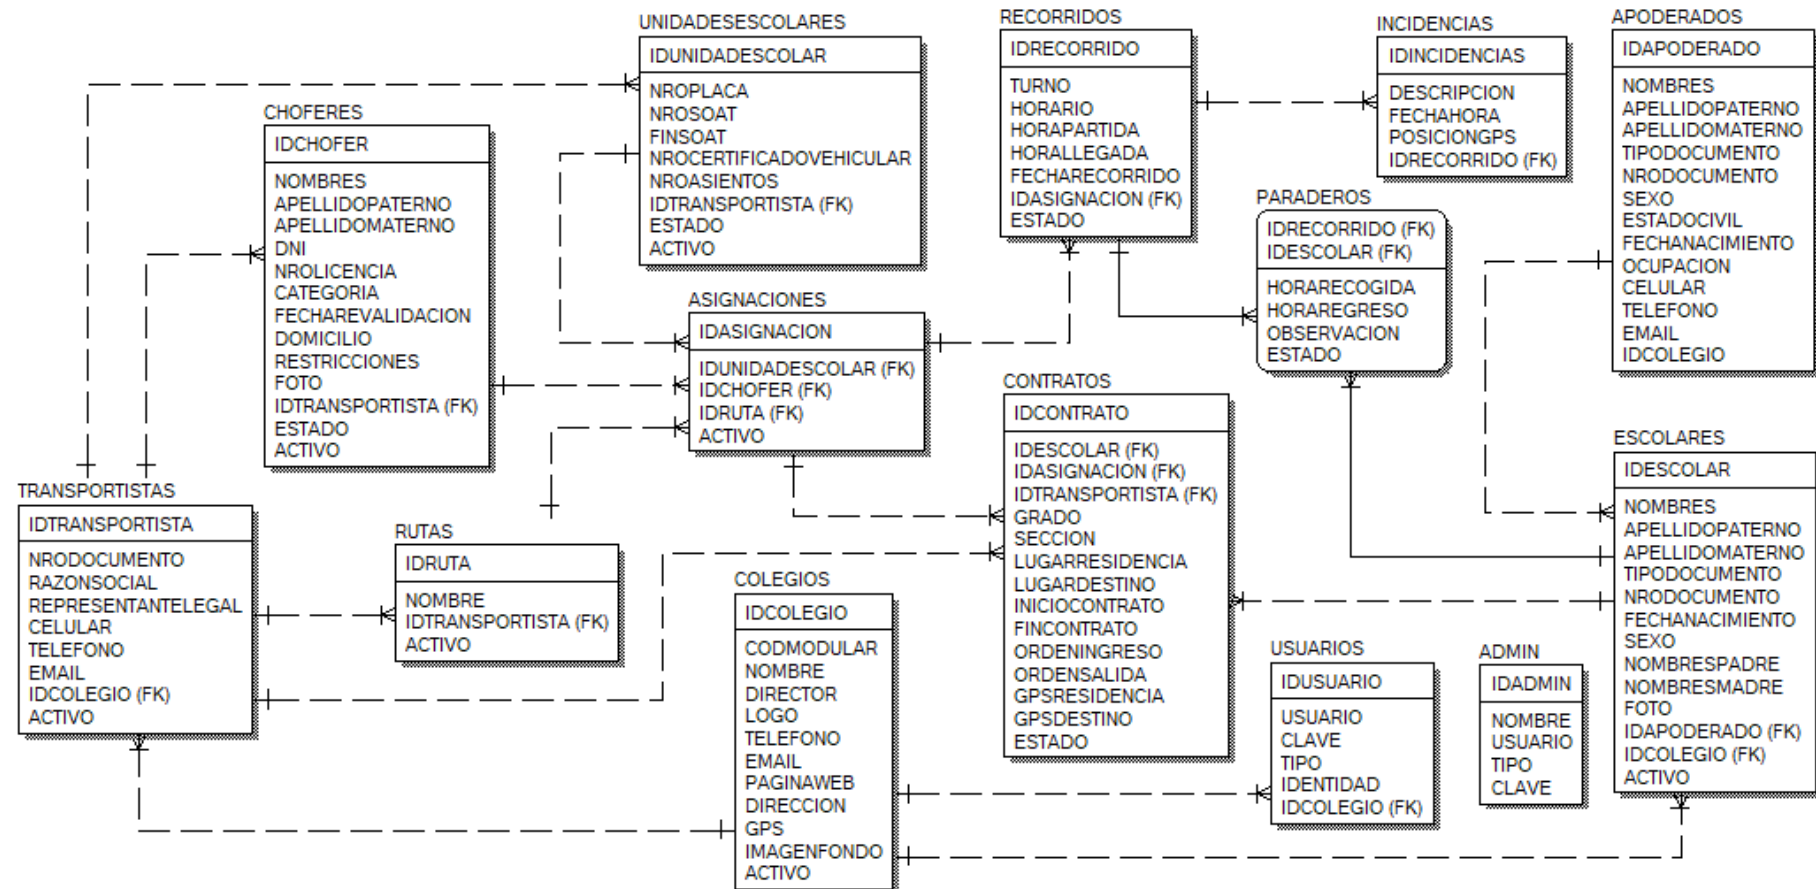 UNIDADESESCOLARES
IDUNIDADESCOLAR
NROPLACA
NROSOAT
FINSOAT
NROCERTIFICADOVEHICULAR
NROASIENTOS
IDTRANSPORTISTA (FK)
ESTADO
ACTIVO
RECORRIDOS
IDRECORRIDO
TURNO
HORARIO
HORAPARTIDA
HORALLEGADA
FECHARECORRIDO
IDASIGNACION (FK)
ESTADO
INCIDENCIAS
IDINCIDENCIAS
DESCRIPCION
FECHAHORA
POSICIONGPS
IDRECORRIDO (FK)
APODERADOS
IDAPODERADO
NOMBRES
APELLIDOPATERNO
APELLIDOMATERNO
TIPODOCUMENTO
NRODOCUMENTO
SEXO
ESTADOCIVIL
FECHANACIMIENTO
OCUPACION
CELULAR
TELEFONO
EMAIL
IDCOLEGIO
CHOFERES
IDCHOFER
NOMBRES
APELLIDOPATERNO
APELLIDOMATERNO
DNI
NROLICENCIA
CATEGORIA
FECHAREVALIDACION
DOMICILIO
RESTRICCIONES
FOTO
IDTRANSPORTISTA (FK)
ESTADO
ACTIVO
PARADEROS
IDRECORRIDO (FK)
IDESCOLAR (FK)
HORARECOGIDA
HORAREGRESO
OBSERVACION
ESTADO
ASIGNACIONES
IDASIGNACION
IDUNIDADESCOLAR (FK)
IDCHOFER (FK)
IDRUTA (FK)
ACTIVO
CONTRATOS
IDCONTRATO
IDESCOLAR (FK)
IDASIGNACION (FK)
IDTRANSPORTISTA (FK)
GRADO
SECCION
LUGARRESIDENCIA
LUGARDESTINO
INICIOCONTRATO
FINCONTRATO
ORDENINGRESO
ORDENSALIDA
GPSRESIDENCIA
GPSDESTINO
ESTADO
ESCOLARES
IDESCOLAR
NOMBRES
APELLIDOPATERNO
APELLIDOMATERNO
TIPODOCUMENTO
NRODOCUMENTO
FECHANACIMIENTO
SEXO
NOMBRESPADRE
NOMBRESMADRE
FOTO
IDAPODERADO (FK)
IDCOLEGIO (FK)
ACTIVO
TRANSPORTISTAS
IDTRANSPORTISTA
NRODOCUMENTO
RAZONSOCIAL
REPRESENTANTELEGAL
CELULAR
TELEFONO
EMAIL
IDCOLEGIO (FK)
ACTIVO
RUTAS
IDRUTA
NOMBRE
IDTRANSPORTISTA (FK)
ACTIVO
COLEGIOS
IDCOLEGIO
CODMODULAR
NOMBRE
DIRECTOR
LOGO
TELEFONO
EMAIL
PAGINAWEB
DIRECCION
GPS
IMAGENFONDO
ACTIVO
USUARIOS
IDUSUARIO
USUARIO
CLAVE
TIPO
IDENTIDAD
IDCOLEGIO (FK)
ADMIN
IDADMIN
NOMBRE
USUARIO
TIPO
CLAVE